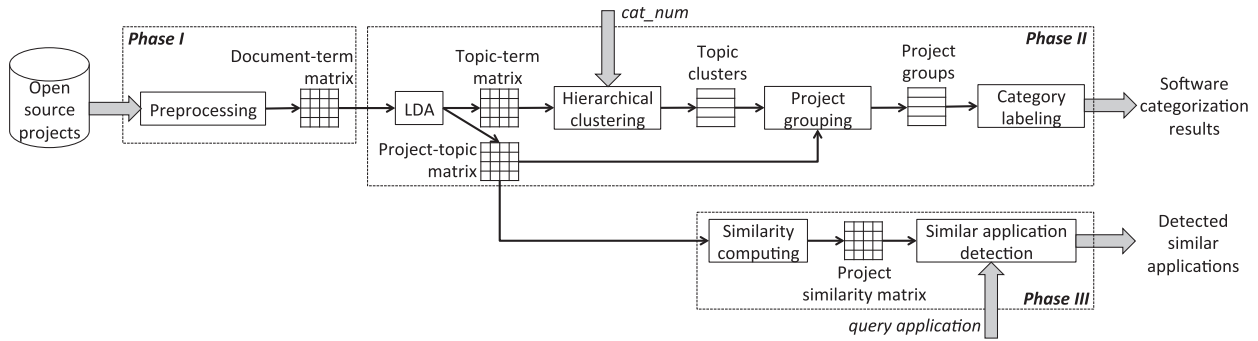 cat_num
Phase I
Phase II
Open
source
projects
Preprocessing
Document-term
matrix
LDA
Topic-term
matrix
Project-topic
matrix
Hierarchical
clustering
Topic
clusters
Project
grouping
Project
groups
Category
labeling
Software
categorization
results
Similarity
computing
Project
similarity matrix
Similar application
detection
Phase III
query application
Detected
similar
applications